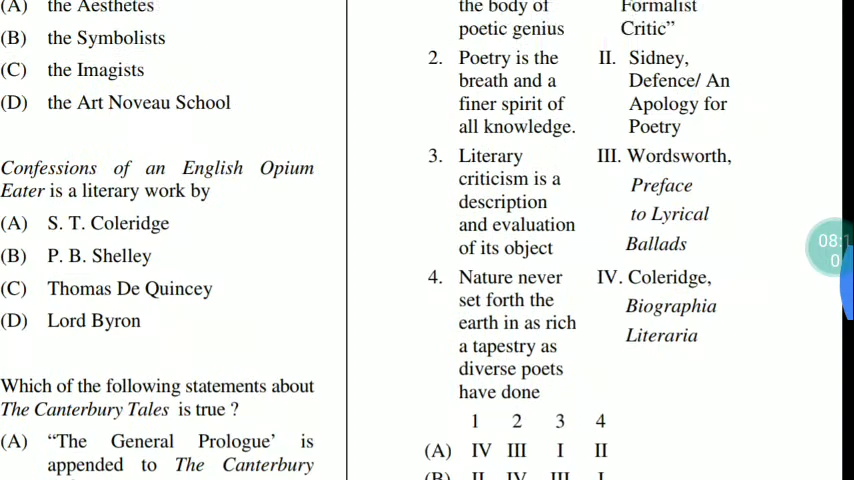 (A) the Aesthetes
(B) the Symbolists
(C) the Imagists
(D) the Art Noveau School
Confessions of an English Opium
Eater is a literary work by
(A) S. T. Coleridge
(B) P. B. Shelley
(C) Thomas De Quincey
(D) Lord Byron
Which of the following statements about
The Canterbury Tales is true ?
(A) “The General Prologue’ is
appended to The Canterbury
the body of
poetic genius
Formalist
Critic”
2. Poetry is the
breath and a
finer spirit of
all knowledge.
II. Sidney,
Defence/ An
Apology for
Poetry
3. Literary
criticism is a
description
and evaluation
of its object
III. Wordsworth,
Preface
to Lyrical
Ballads
4. Nature never
set forth the
earth in as rich
a tapestry as
diverse poets
have done
IV. Coleridge,
Biographia
Literaria
1 2 3 4
(A) IV III I II
(B) II IV III I
08:1
0